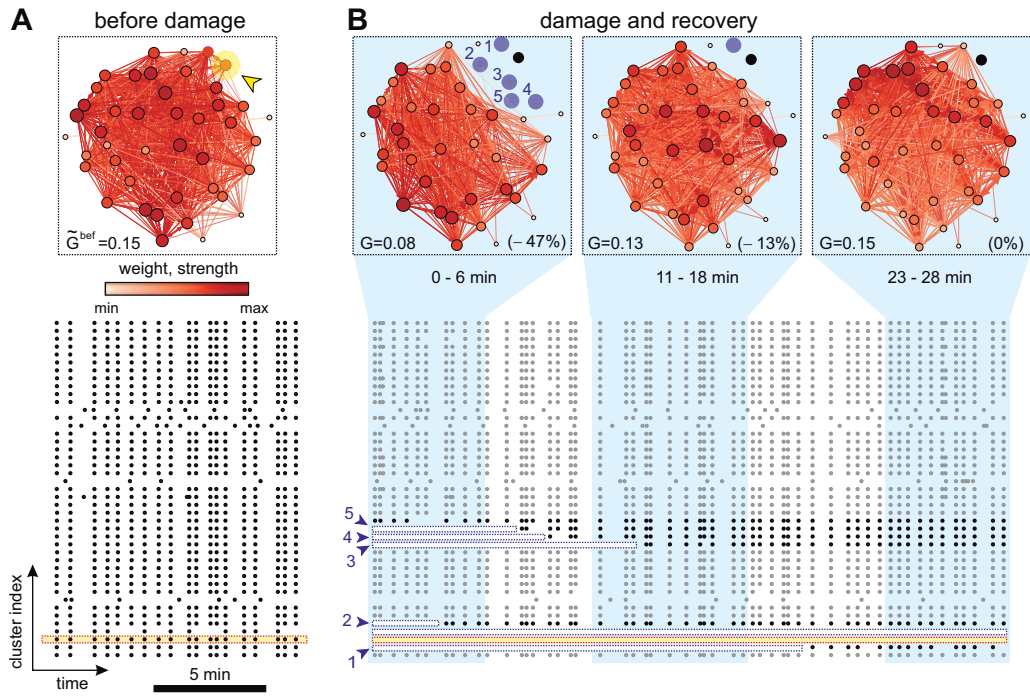 A
before damage
G̃ᵇᵉᶠ =0.15
weight, strength
min
max
cluster index
time
5 min
B
damage and recovery
1
2
3
5
4
G=0.08
(– 47%)
G=0.13
(– 13%)
G=0.15
(0%)
0 - 6 min
11 - 18 min
23 - 28 min
5
4
3
2
1